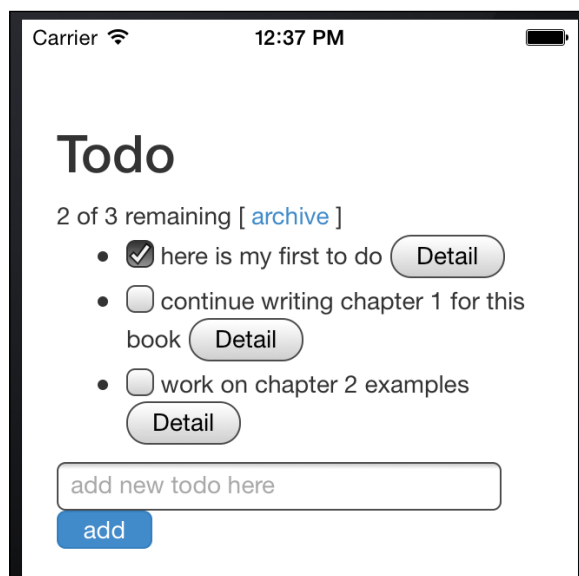 Carrier 12:37 PM
Todo
2 of 3 remaining [ archive ]
here is my first to do Detail
continue writing chapter 1 for this
book Detail
work on chapter 2 examples
Detail
add new todo here
add